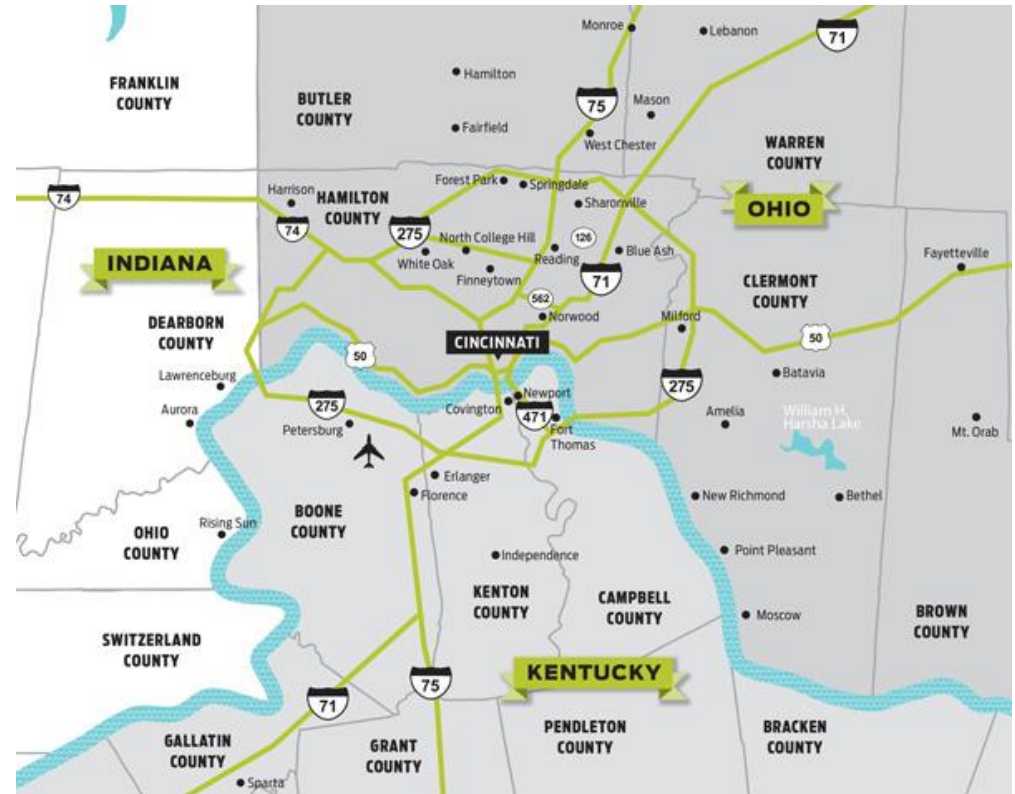 Monroe
Lebanon
71
FRANKLIN
COUNTY
Hamilton
BUTLER
COUNTY
75
Mason
Fairfield
West Chester
WARREN
COUNTY
74
Harrison
Forest Park
Springdale
HAMILTON
COUNTY
Sharonville
OHIO
74
275
North College Hill
126
White Oak
Reading
Blue Ash
Fayetteville
INDIANA
Finneytown
71
CLERMONT
COUNTY
562
Norwood
Milford
DEARBORN
COUNTY
CINCINNATI
50
50
Lawrenceburg
Batavia
275
Newport
275
Aurora
Covington
471
Amelia
William H.
Harsha Lake
Petersburg
Fort
Thomas
Mt. Orab
Erlanger
Florence
New Richmond
Bethel
BOONE
COUNTY
Rising Sun
OHIO
COUNTY
Independence
Point Pleasant
KENTON
COUNTY
CAMPBELL
COUNTY
Moscow
BROWN
COUNTY
SWITZERLAND
COUNTY
KENTUCKY
75
71
GALLATIN
COUNTY
GRANT
COUNTY
PENDLETON
COUNTY
BRACKEN
COUNTY
Sparta